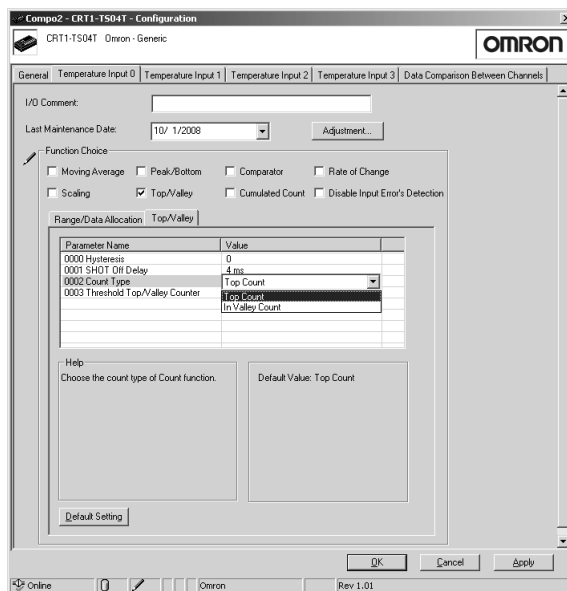 Compo2 - CRT1-TS04T - Configuration
CRT1-TS04T Omron - Generic
OMRON
General Temperature Input 0 Temperature Input 1 Temperature Input 2 Temperature Input 3 Data Comparison Between Channels
I/O Comment:
Last Maintenance Date: 10/ 1/2008 Adjustment...
Function Choice
Moving Average Peak/Bottom Comparator Rate of Change
Scaling Top/Valley Cumulated Count Disable Input Error's Detection
Range/Data Allocation Top/Valley
Parameter Name Value
0000 Hysteresis 0
0001 SHOT Off Delay 4 ms
0002 Count Type Top Count
0003 Threshold Top/Valley Counter Top Count
In Valley Count
Help
Choose the count type of Count function. Default Value: Top Count
Default Setting
OK Cancel Apply
Online Omron Rev 1.01